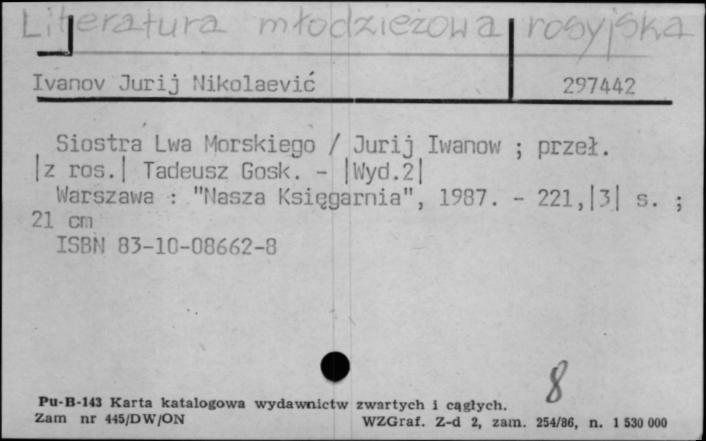 Literatura młodzieżowa rosyjska
Ivanov Jurij Nikolaević 297442
Siostra Lwa Morskiego / Jurij Iwanow ; przeł.
|z ros.| Tadeusz Gosk. - |Wyd.2|
Warszawa : "Nasza Księgarnia", 1987. - 221,|3| s. ;
21 cm
ISBN 83-10-08662-8
8
Pu-B-143 Karta katalogowa wydawnictw zwartych i cągłych.
Zam nr 445/DW/ON WZGraf. Z-d 2, zam. 254/86, n. 1 530 000